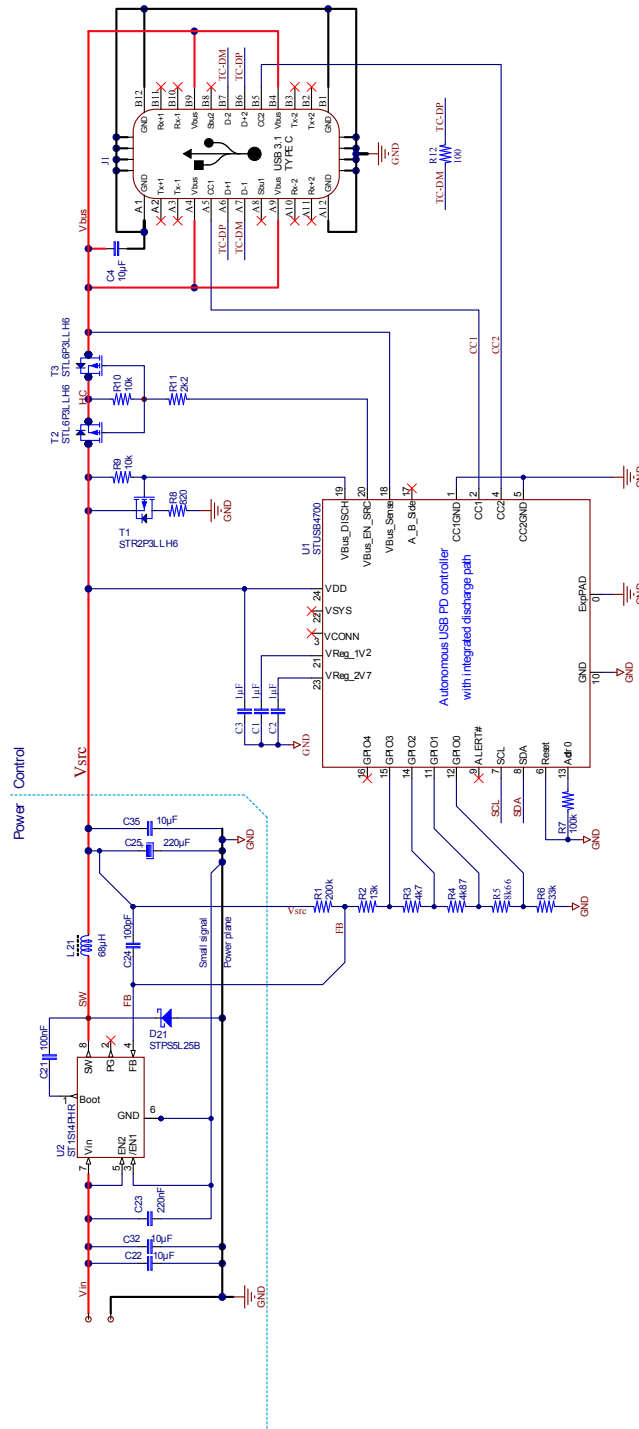 Power Control
Vin
C22
10µF
C32
10µF
C23
220nF
GND
U2
ST1S14PHR
7
Vin
5
EN2
3
/EN1
1
Boot
GND
6
8
SW
2
PG
4
FB
C21
100nF
SW
FB
D21
STPS5L25B
L21
68µH
C24
100pF
Small signal
Power plane
C25
220µF
C35
10µF
GND
Vsrc
Vsrc
FB
R1
200k
R2
13k
R3
4k7
R4
4k87
R5
8k66
R6
33k
GND
R7
100k
GND
SCL
SDA
C3
1µF
C1
1µF
C2
1µF
GND
U1
STUSB4700
Autonomous USB PD controller
with integrated discharge path
24
VDD
22
VSYS
3
VCONN
21
VReg_1V2
23
VReg_2V7
16
GPIO4
15
GPIO3
14
GPIO2
11
GPIO1
12
GPIO0
9
ALERT#
7
SCL
8
SDA
6
Reset
13
Adr0
19
VBus_DISCH
20
VBus_EN_SRC
18
VBus_Sense
17
A_B_Side
1
CC1GND
2
CC1
4
CC2
5
CC2GND
ExpPAD
0
GND
10
GND
GND
GND
T1
STR2P3LLH6
R9
10k
R8
820
GND
T2
STL6P3LLH6
HC
T3
STL6P3LLH6
R10
10k
R11
2k2
Vbus
C4
10µF
CC1
CC2
J1
USB 3.1
TYPE C
A1
GND
A2
Tx+1
A3
Tx-1
A4
Vbus
A5
CC1
A6
D+1
A7
D-1
A8
Sbu1
A9
Vbus
A10
Rx-2
A11
Rx+2
A12
GND
B12
GND
B11
Rx+1
B10
Rx-1
B9
Vbus
B8
Sbu2
B7
D-2
B6
D+2
B5
CC2
B4
Vbus
B3
Tx-2
B2
Tx+2
B1
GND
TC-DP
TC-DM
TC-DM
TC-DP
GND
TC-DM
R12
100
TC-DP